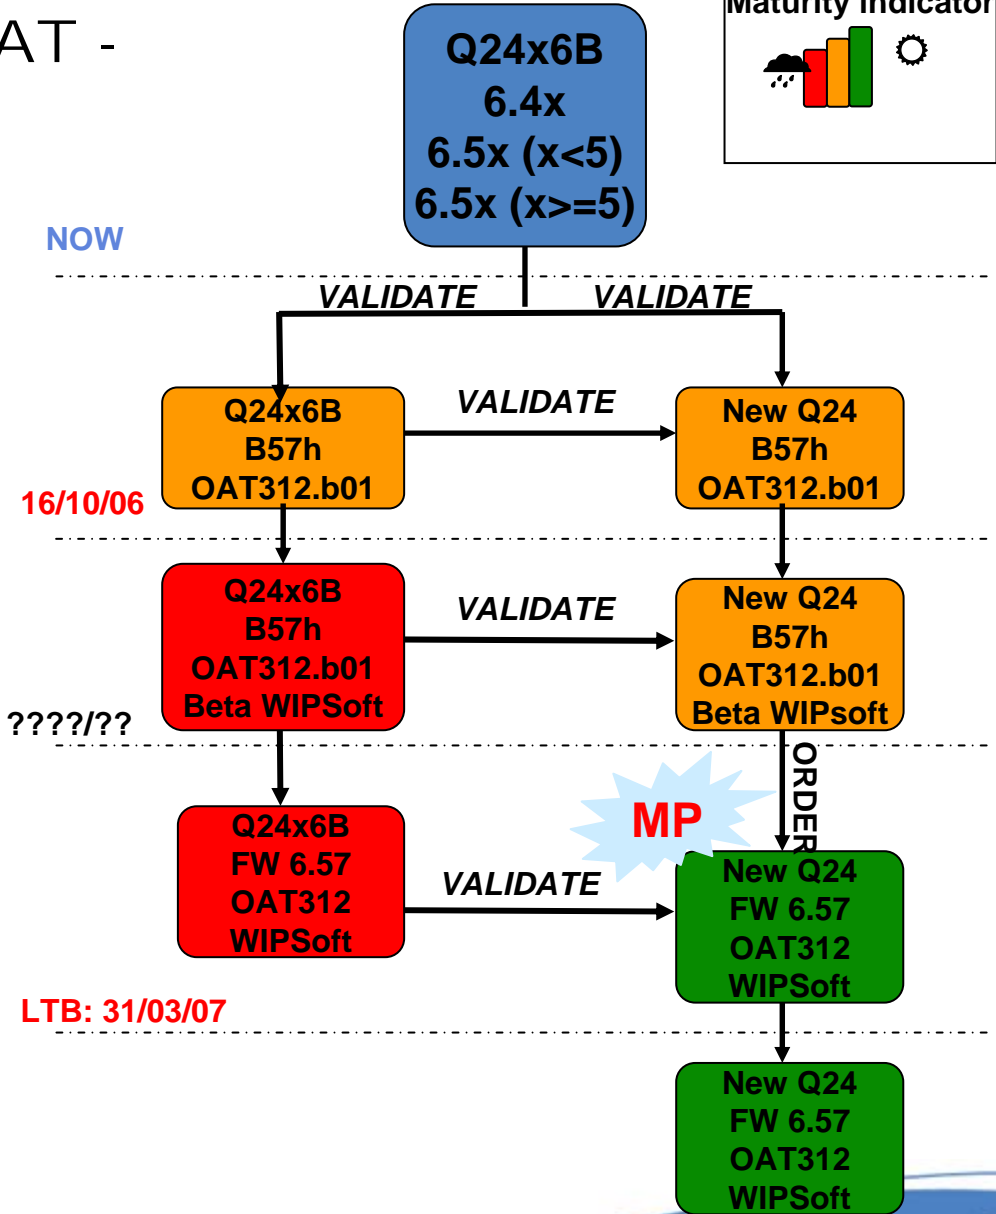 AT -
Maturity Indicator
Q24x6B
6.4x
6.5x (x<5)
6.5x (x>=5)
NOW
VALIDATE VALIDATE
Q24x6B
B57h
OAT312.b01
VALIDATE
New Q24
B57h
OAT312.b01
16/10/06
Q24x6B
B57h
OAT312.b01
Beta WIPSoft
VALIDATE
New Q24
B57h
OAT312.b01
Beta WIPsoft
????/??
ORDER
MP
Q24x6B
FW 6.57
OAT312
WIPSoft
VALIDATE
New Q24
FW 6.57
OAT312
WIPSoft
LTB: 31/03/07
New Q24
FW 6.57
OAT312
WIPSoft